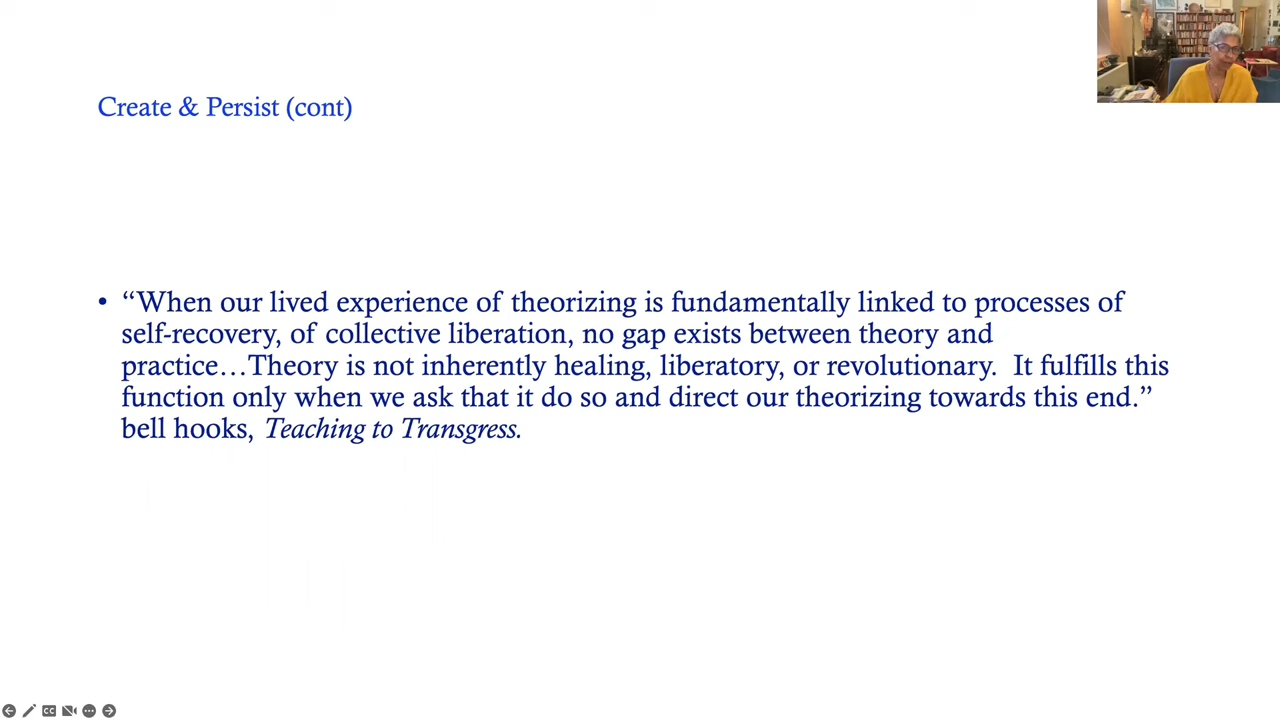 Create & Persist (cont)
• “When our lived experience of theorizing is fundamentally linked to processes of
self-recovery, of collective liberation, no gap exists between theory and
practice…Theory is not inherently healing, liberatory, or revolutionary.  It fulfills this
function only when we ask that it do so and direct our theorizing towards this end.”
bell hooks, Teaching to Transgress.
CC